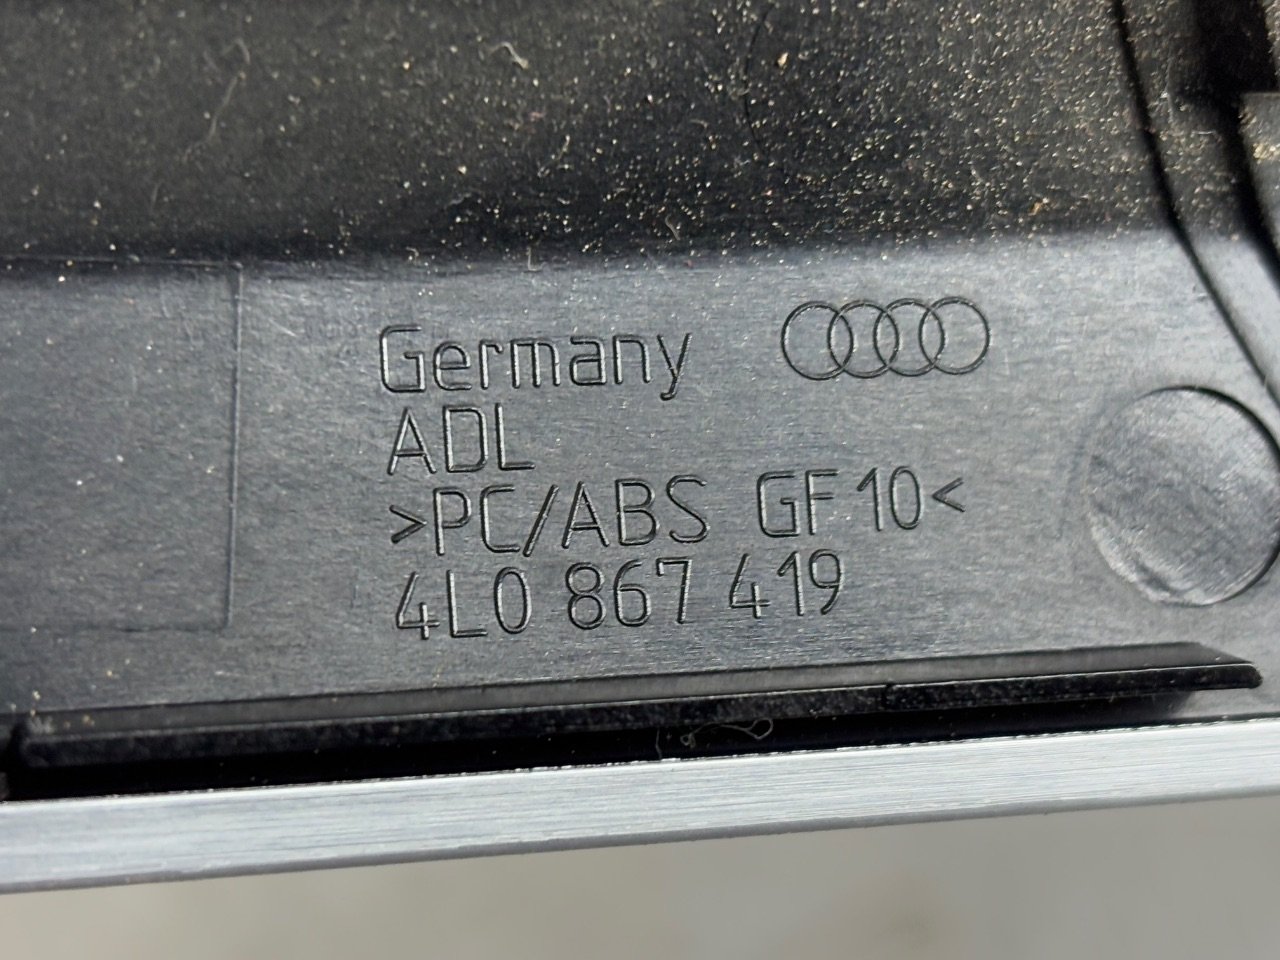 Germany
ADL
>PC/ABS GF10<
4L0 867 419